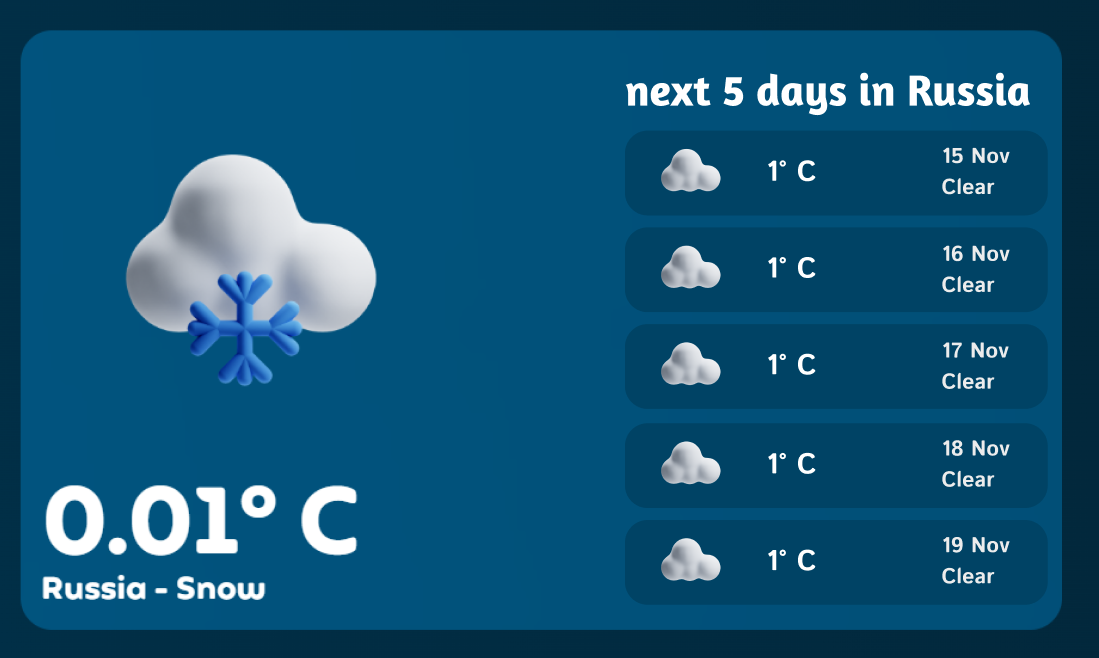 next 5 days in Russia
1° C
15 Nov
Clear
1° C
16 Nov
Clear
1° C
17 Nov
Clear
1° C
18 Nov
Clear
1° C
19 Nov
Clear
0.01° C
Russia - Snow